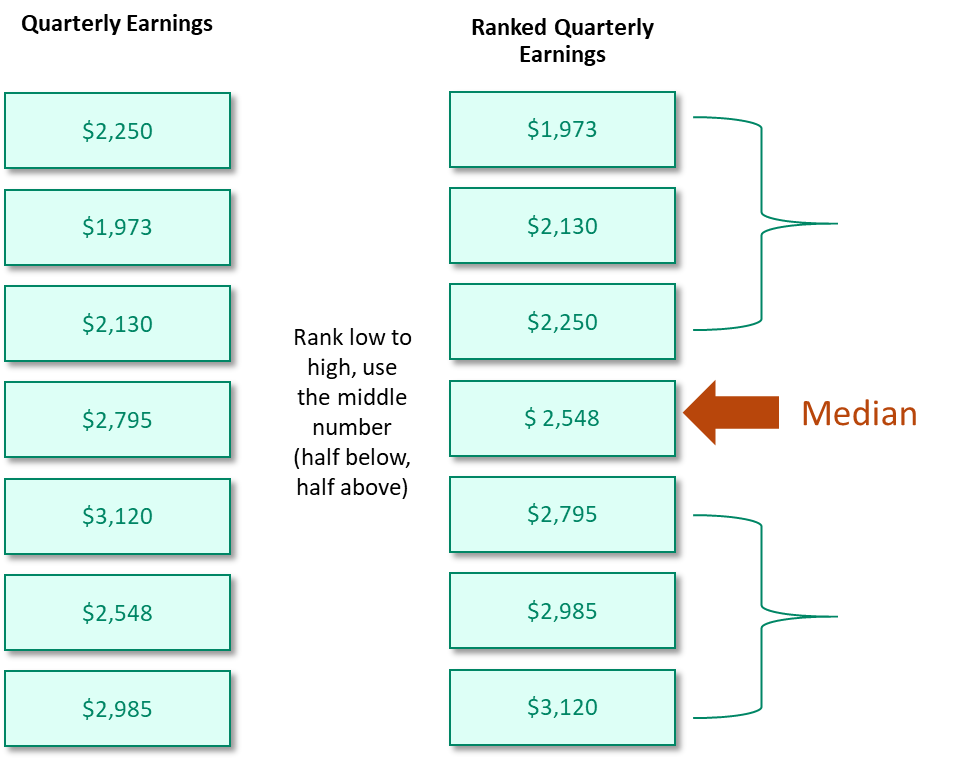 Quarterly Earnings
$2,250
$1,973
$2,130
$2,795
$3,120
$2,548
$2,985
Rank low to
high, use
the middle
number
(half below,
half above)
Ranked Quarterly
Earnings
$1,973
$2,130
$2,250
$ 2,548
$2,795
$2,985
$3,120
Median